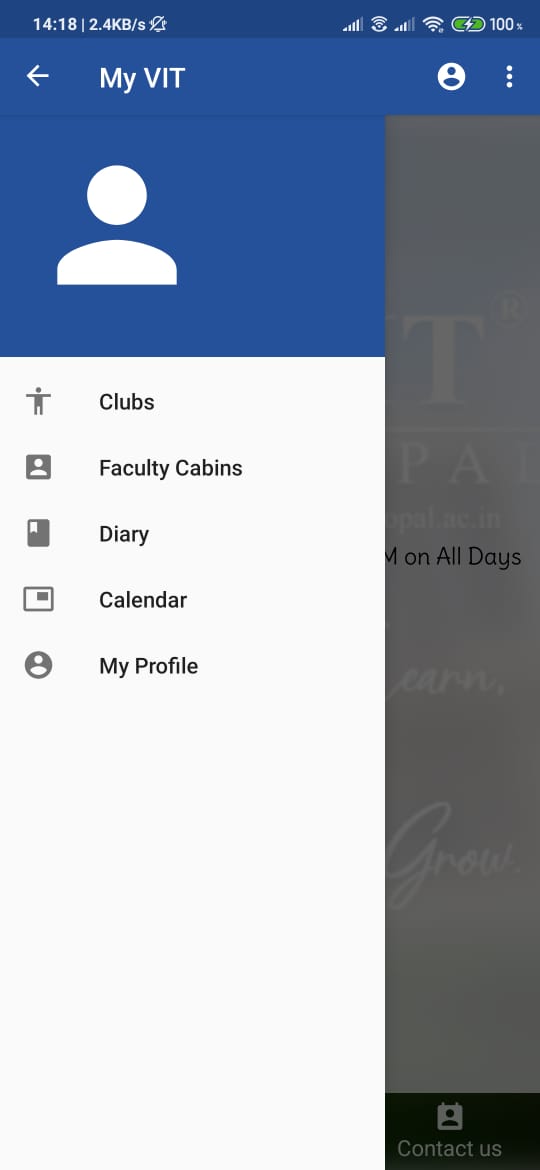 14:18 | 2.4KB/s
100 %
My VIT
Clubs
Faculty Cabins
Diary
Calendar
My Profile
T ®
P A
opal.ac.in
M on All Days
earn,
Grow.
Contact us